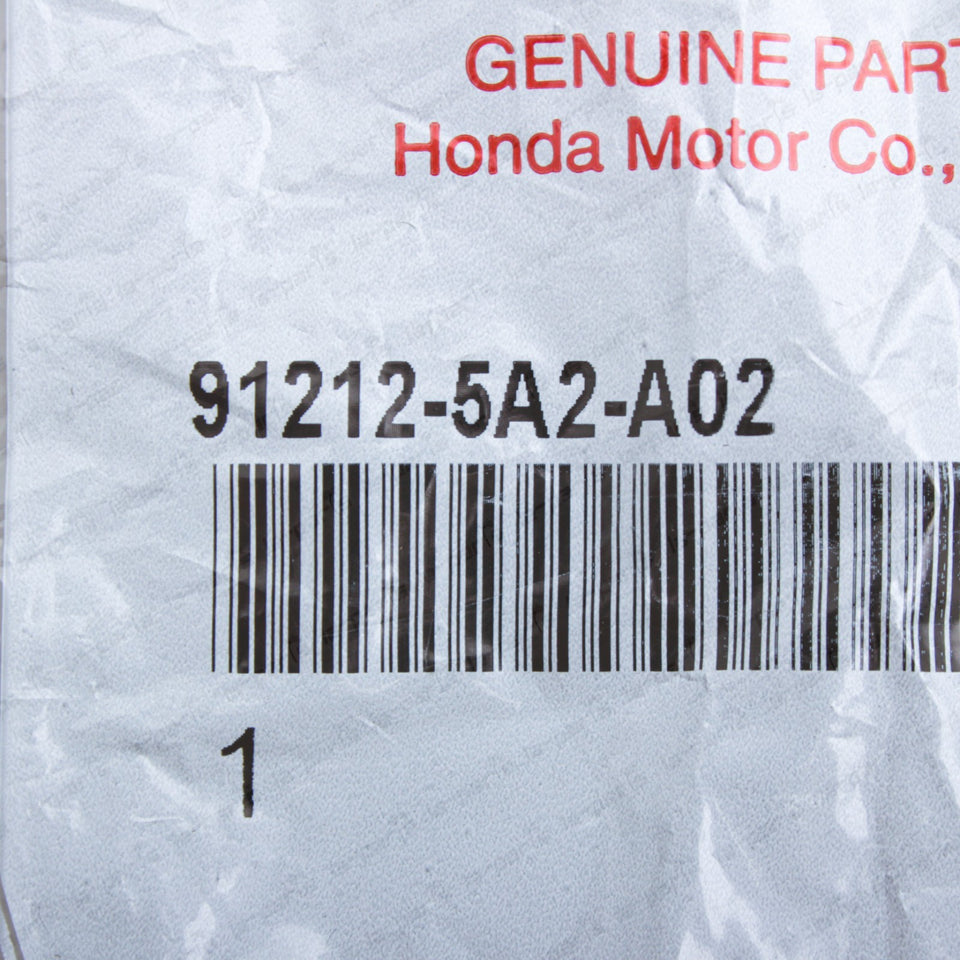 GENUINE PART
Honda Motor Co.,
91212-5A2-A02
1